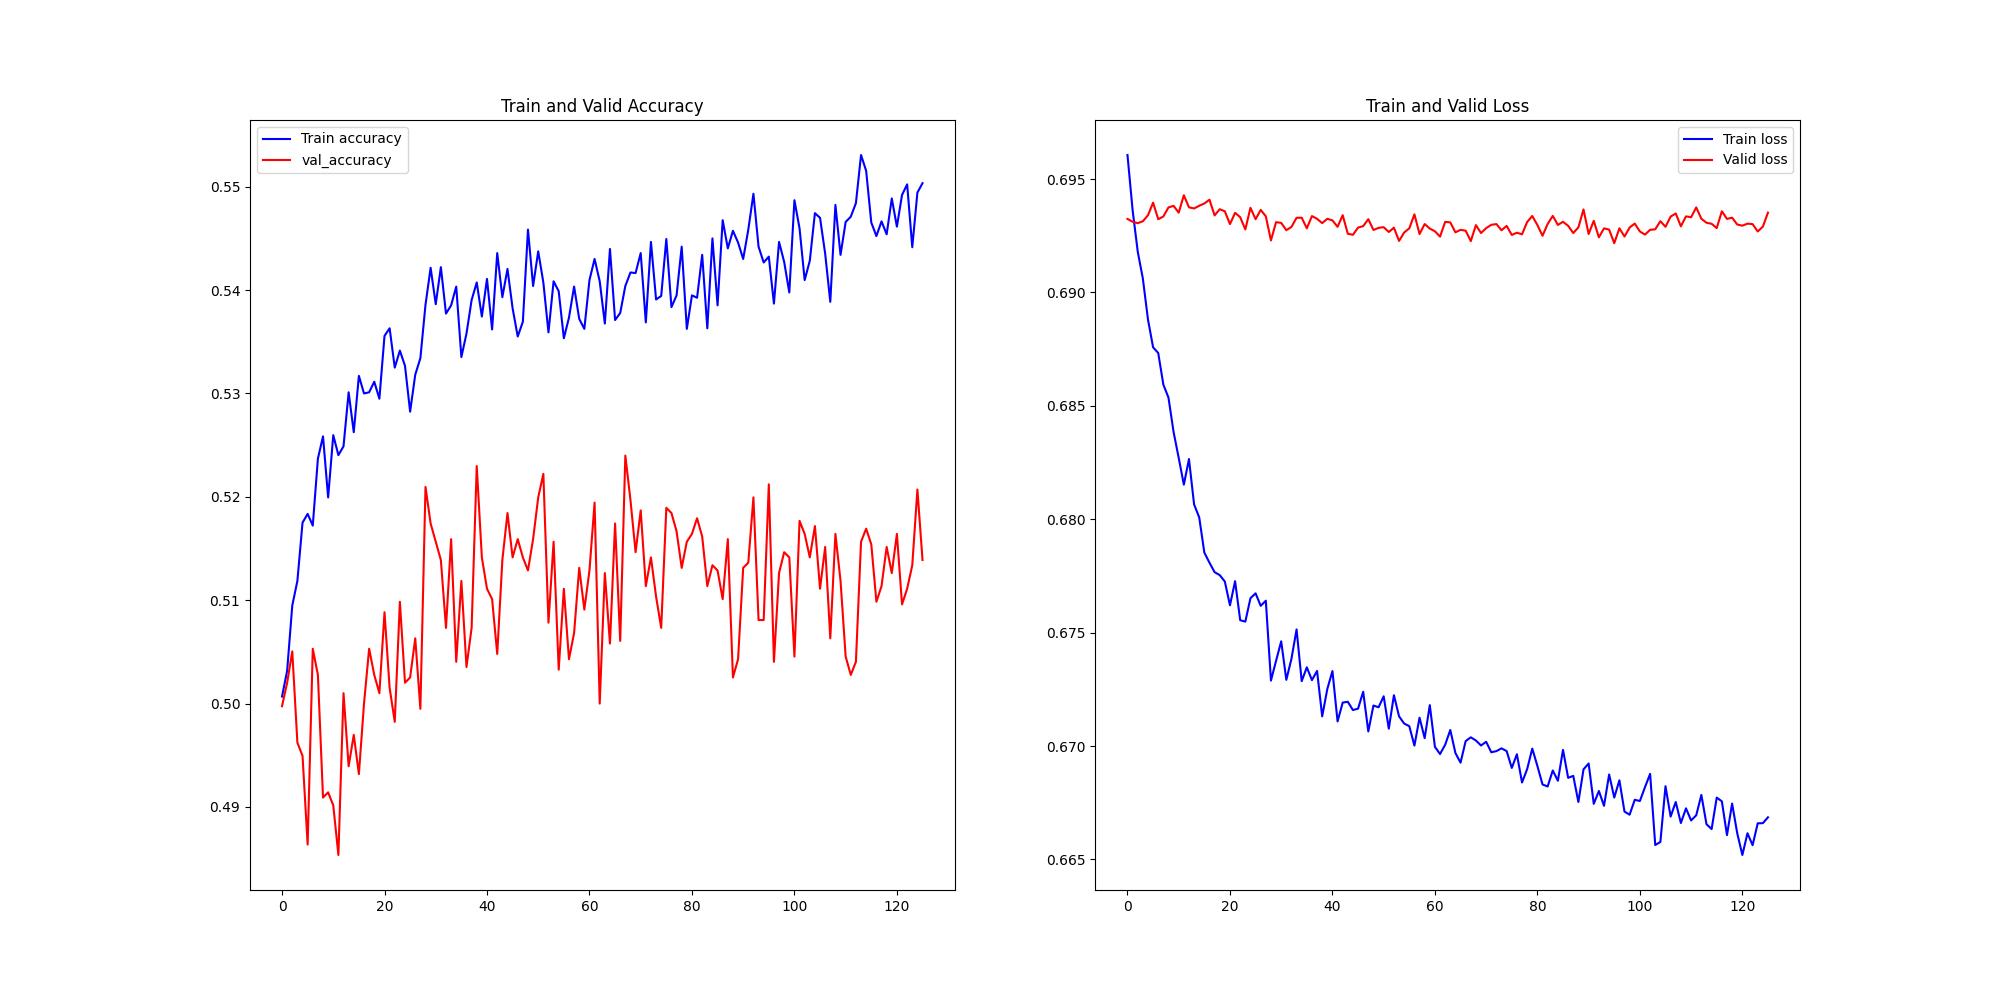 Train and Valid Accuracy
Train accuracy
val_accuracy
0.55
0.54
0.53
0.52
0.51
0.50
0.49
0 20 40 60 80 100 120
Train and Valid Loss
Train loss
Valid loss
0.695
0.690
0.685
0.680
0.675
0.670
0.665
0 20 40 60 80 100 120